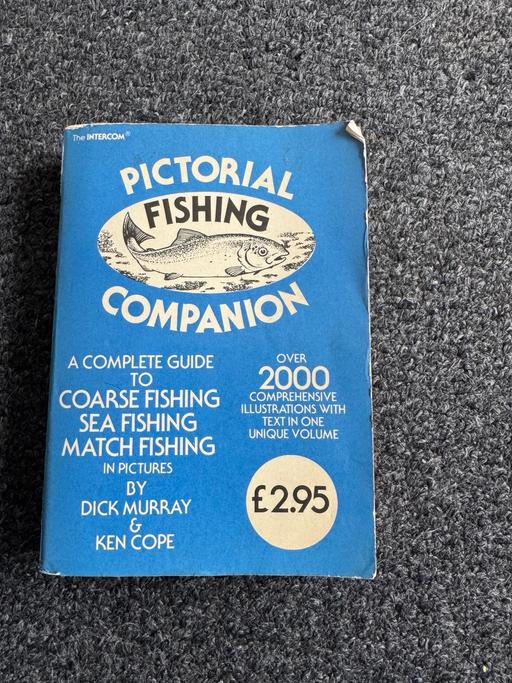 The INTERCOM®
PICTORIAL
FISHING
COMPANION
A COMPLETE GUIDE
TO
COARSE FISHING
SEA FISHING
MATCH FISHING
IN PICTURES
BY
DICK MURRAY
&
KEN COPE
OVER
2000
COMPREHENSIVE
ILLUSTRATIONS WITH
TEXT IN ONE
UNIQUE VOLUME
£2.95